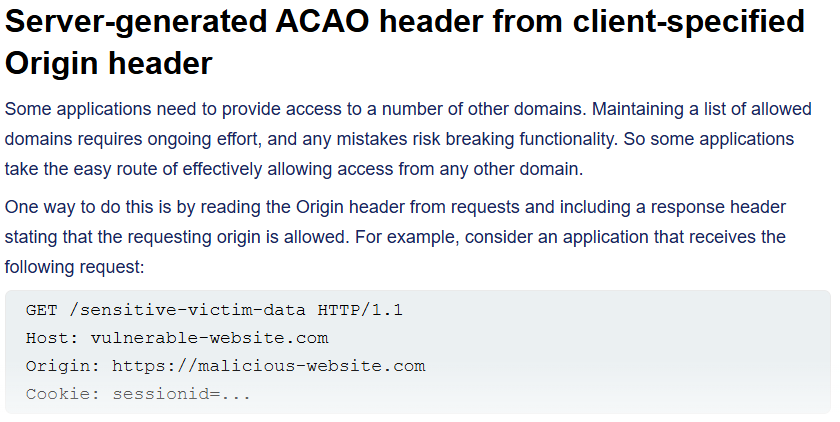 Server-generated ACAO header from client-specified
Origin header
Some applications need to provide access to a number of other domains. Maintaining a list of allowed
domains requires ongoing effort, and any mistakes risk breaking functionality. So some applications
take the easy route of effectively allowing access from any other domain.
One way to do this is by reading the Origin header from requests and including a response header
stating that the requesting origin is allowed. For example, consider an application that receives the
following request:
GET /sensitive-victim-data HTTP/1.1
Host: vulnerable-website.com
Origin: https://malicious-website.com
Cookie: sessionid=...